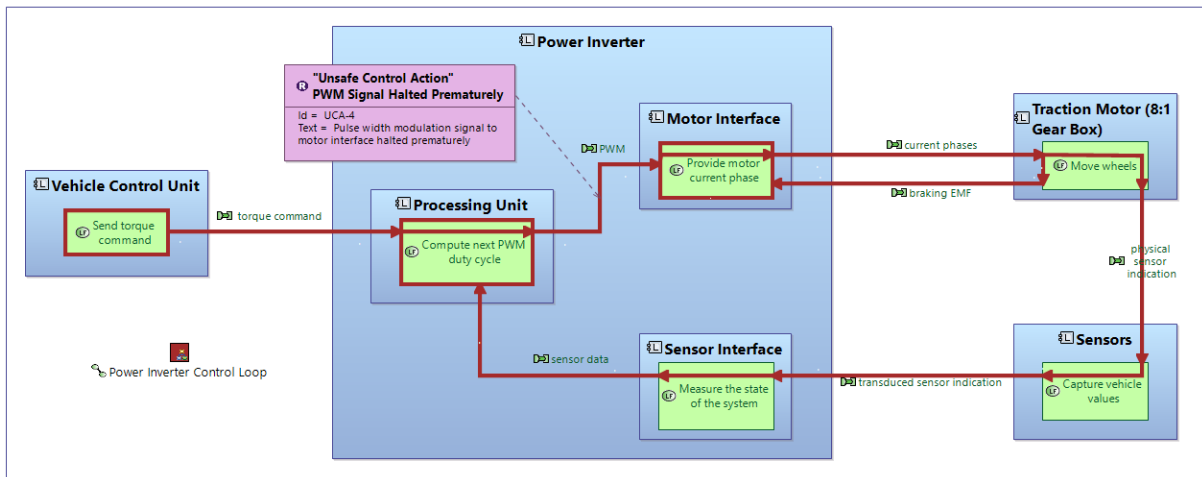 Power Inverter
"Unsafe Control Action"
PWM Signal Halted Prematurely
Id = UCA-4
Text = Pulse width modulation signal to
motor interface halted prematurely
PWM
Motor Interface
Provide motor
current phase
current phases
braking EMF
Traction Motor (8:1
Gear Box)
Move wheels
Vehicle Control Unit
Send torque
command
torque command
Processing Unit
Compute next PWM
duty cycle
physical
sensor
indication
Power Inverter Control Loop
sensor data
Sensor Interface
Measure the state
of the system
transduced sensor indication
Sensors
Capture vehicle
values